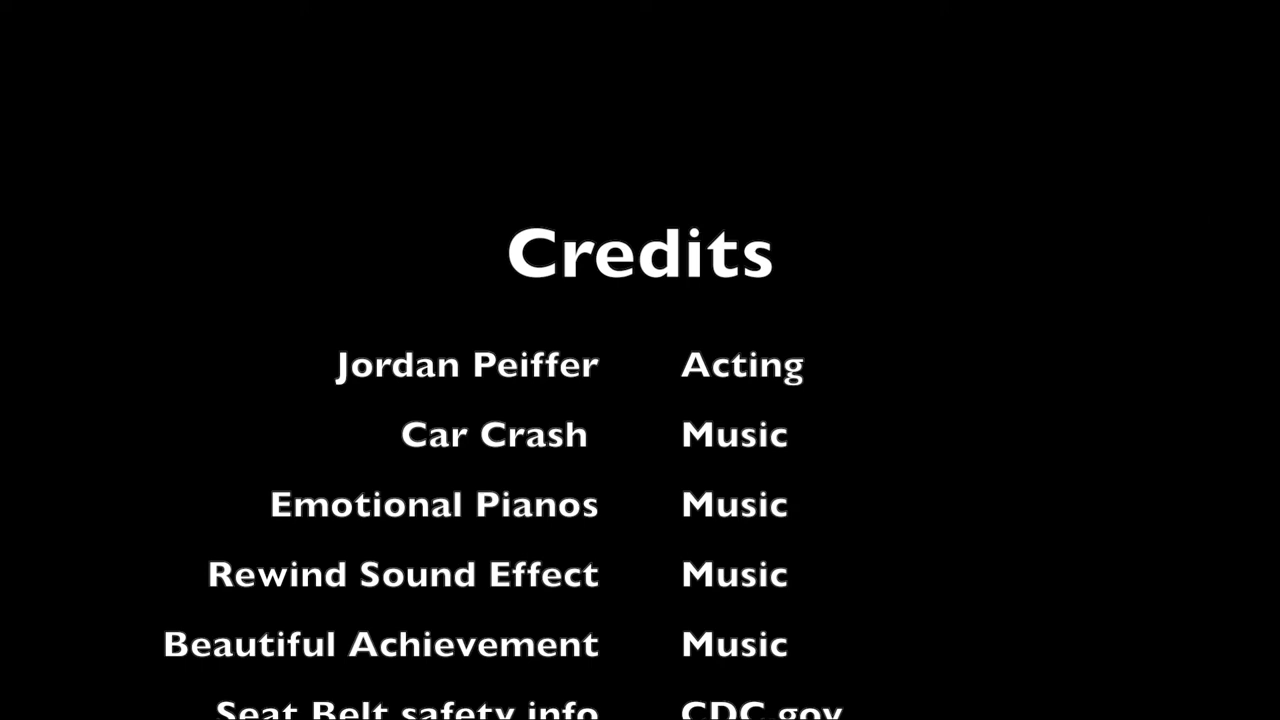 Credits
Jordan Peiffer Acting
Car Crash Music
Emotional Pianos Music
Rewind Sound Effect Music
Beautiful Achievement Music
Seat Belt safety info CDC.gov